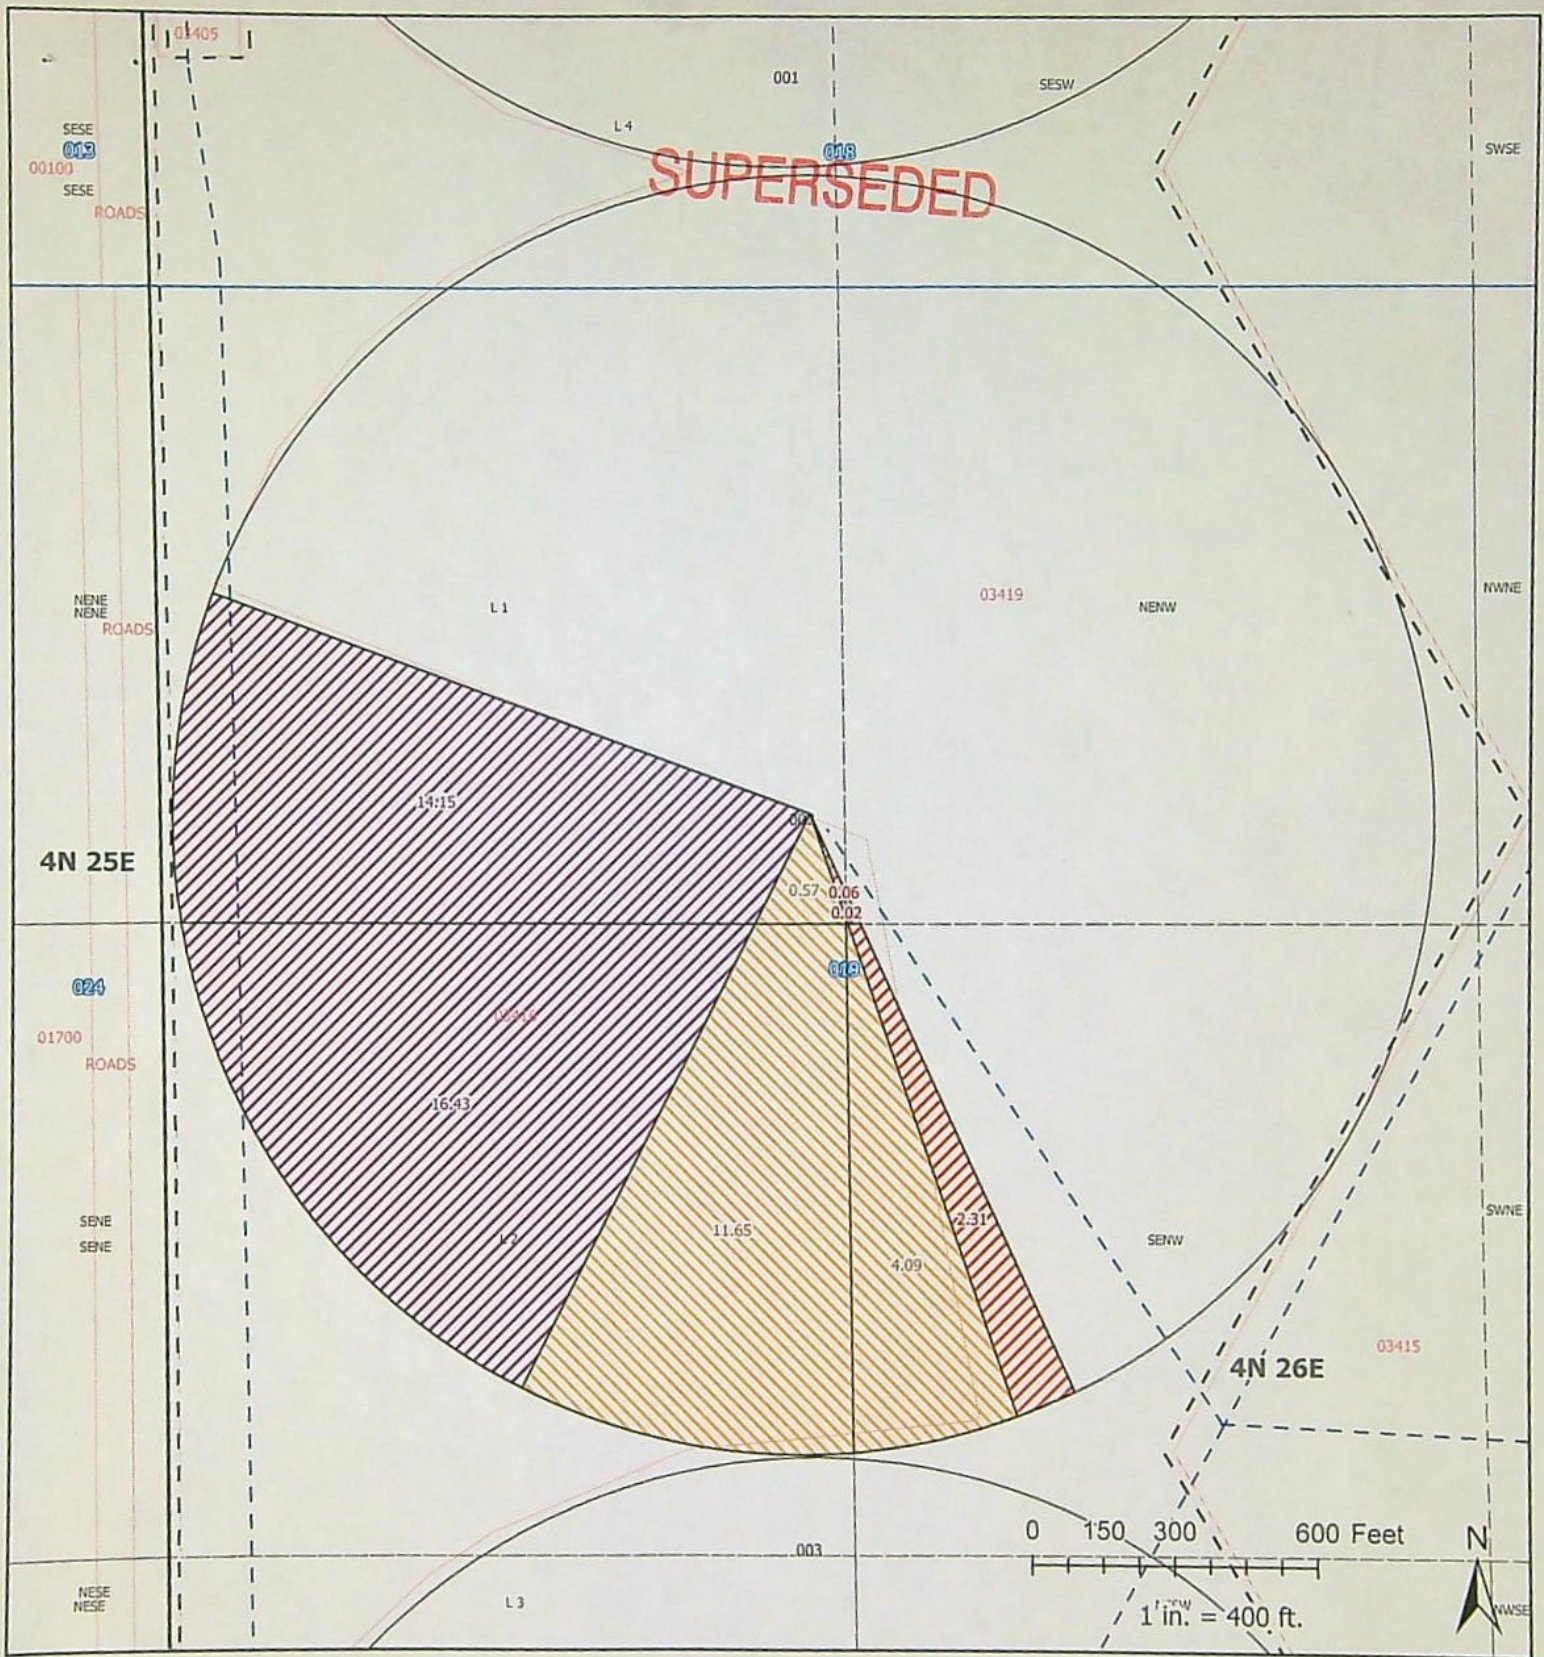 03405
001
SESW
L 4
SESE
013
018
SWSE
00100
SUPERSEDED
SESE
ROADS
NENE
NENE
ROADS
L 1
03419
NENW
NWNE
14.15
4N 25E
0.57
0.06
0.02
019
024
01700
ROADS
16.43
SENE
SENE
L 2
11.65
4.09
2.31
SENW
SWNE
03415
4N 26E
0 150 300 600 Feet
N
003
NESE
NESE
L 3
1 in. = 400 ft.
NWSE